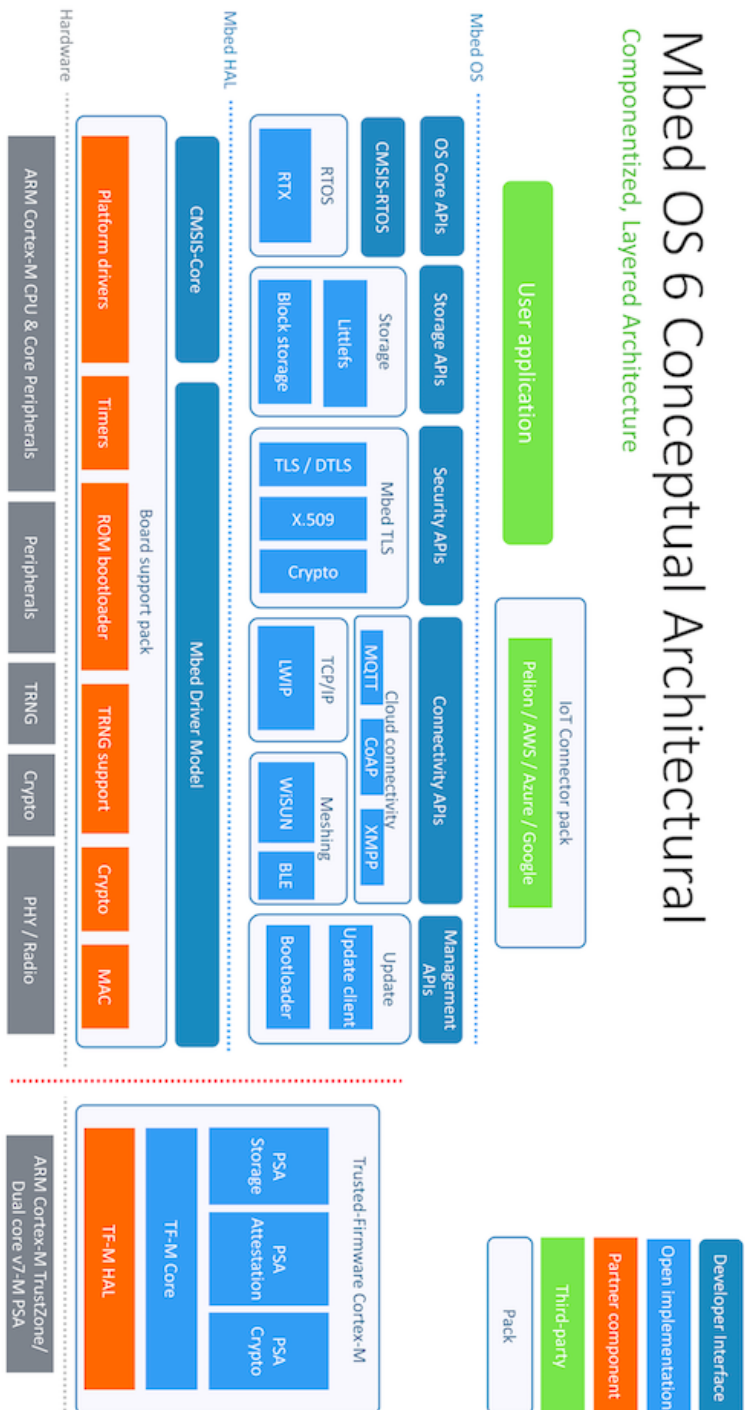 Mbed OS 6 Conceptual Architectural
Componentized, Layered Architecture
Developer Interface
Open implementation
Partner component
Third-party
Pack
User application
IoT Connector pack
Pelion / AWS / Azure / Google
Mbed OS
OS Core APIs
Storage APIs
Security APIs
Connectivity APIs
Management
APIs
CMSIS-RTOS
RTOS
RTX
Storage
Littlefs
Block storage
Mbed TLS
TLS / DTLS
X.509
Crypto
Cloud connectivity
MQTT
CoAP
XMPP
TCP/IP
LWIP
Meshing
WiSUN
BLE
Update
Update client
Bootloader
Mbed HAL
CMSIS-Core
Mbed Driver Model
Board support pack
Platform drivers
Timers
ROM bootloader
TRNG support
Crypto
MAC
Trusted-Firmware Cortex-M
PSA
Storage
PSA
Attestation
PSA
Crypto
TF-M Core
TF-M HAL
Hardware
ARM Cortex-M CPU & Core Peripherals
Peripherals
TRNG
Crypto
PHY / Radio
ARM Cortex-M TrustZone/
Dual core v7-M PSA